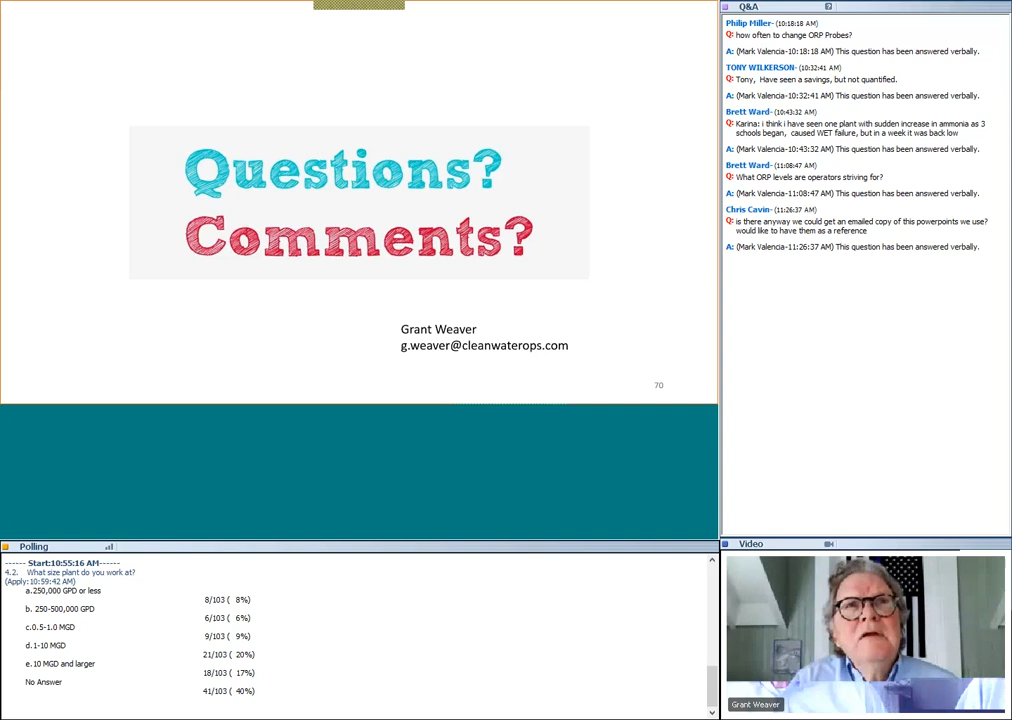 Questions?
Comments?
Grant Weaver
g.weaver@cleanwaterops.com
70
Q&A
Philip Miller- (10:18:18 AM)
Q: how often to change ORP Probes?
A: (Mark Valencia-10:18:18 AM) This question has been answered verbally.
TONY WILKERSON- (10:32:41 AM)
Q: Tony, Have seen a savings, but not quantified.
A: (Mark Valencia-10:32:41 AM) This question has been answered verbally.
Brett Ward- (10:43:32 AM)
Q: Karina: i think i have seen one plant with sudden increase in ammonia as 3
schools began, caused WET failure, but in a week it was back low
A: (Mark Valencia-10:43:32 AM) This question has been answered verbally.
Brett Ward- (11:08:47 AM)
Q: What ORP levels are operators striving for?
A: (Mark Valencia-11:08:47 AM) This question has been answered verbally.
Chris Cavin- (11:26:37 AM)
Q: is there anyway we could get an emailed copy of this powerpoints we use?
would like to have them as a reference
A: (Mark Valencia-11:26:37 AM) This question has been answered verbally.
Polling
------ Start:10:55:16 AM------
4.2. What size plant do you work at?
(Apply:10:59:42 AM)
a.250,000 GPD or less
8/103 ( 8%)
b. 250-500,000 GPD
6/103 ( 6%)
c.0.5-1.0 MGD
9/103 ( 9%)
d.1-10 MGD
21/103 ( 20%)
e.10 MGD and larger
18/103 ( 17%)
No Answer
41/103 ( 40%)
Video
Grant Weaver